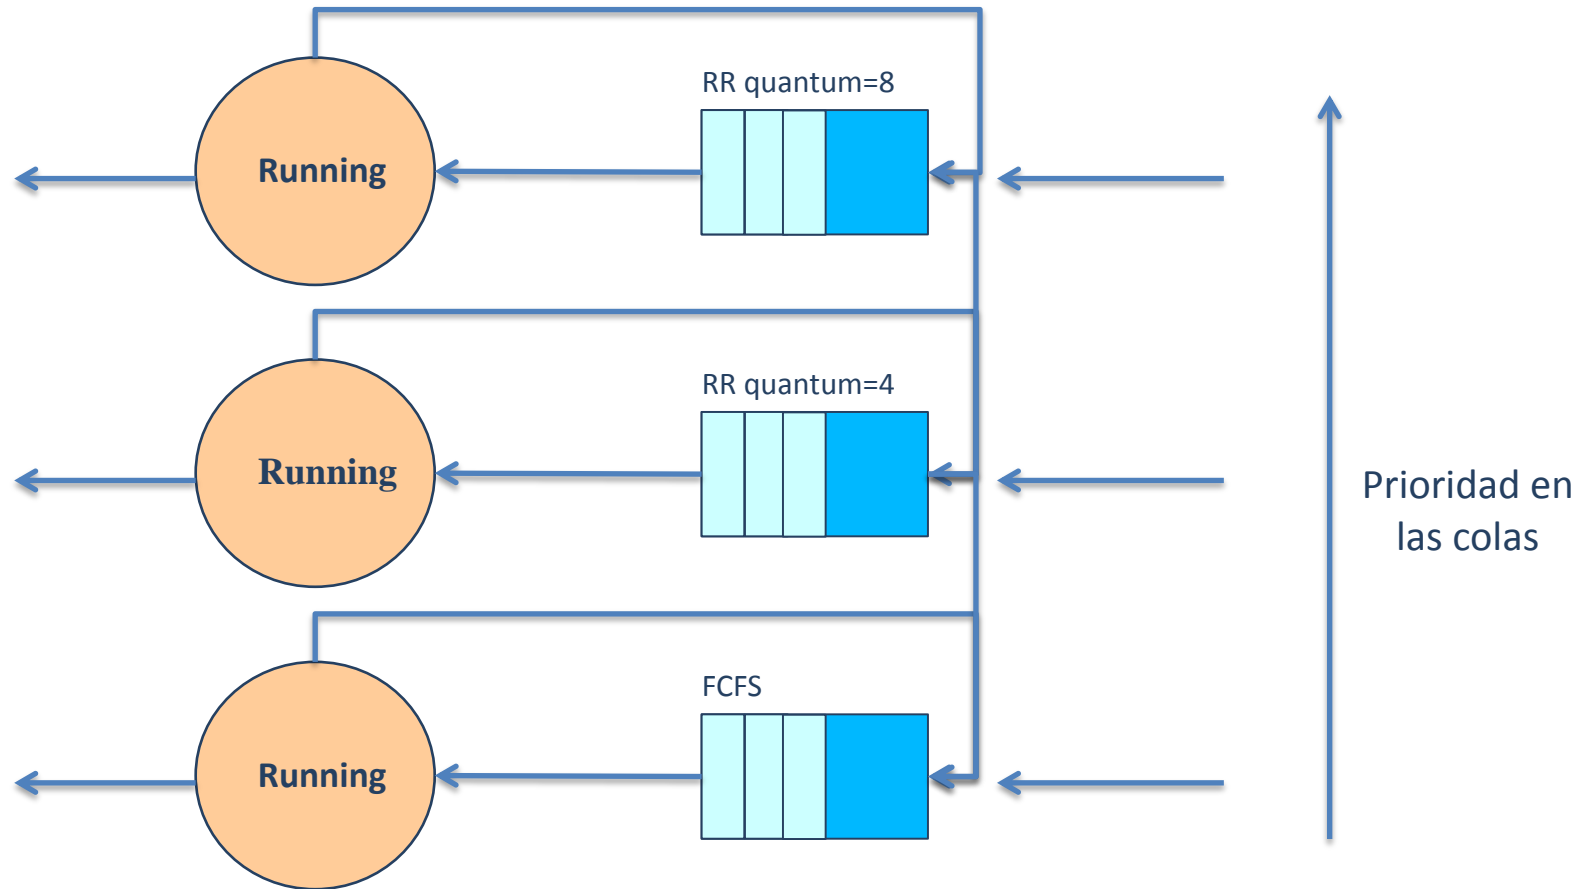 RR quantum=8
Running
RR quantum=4
Running
Prioridad en
las colas
FCFS
Running